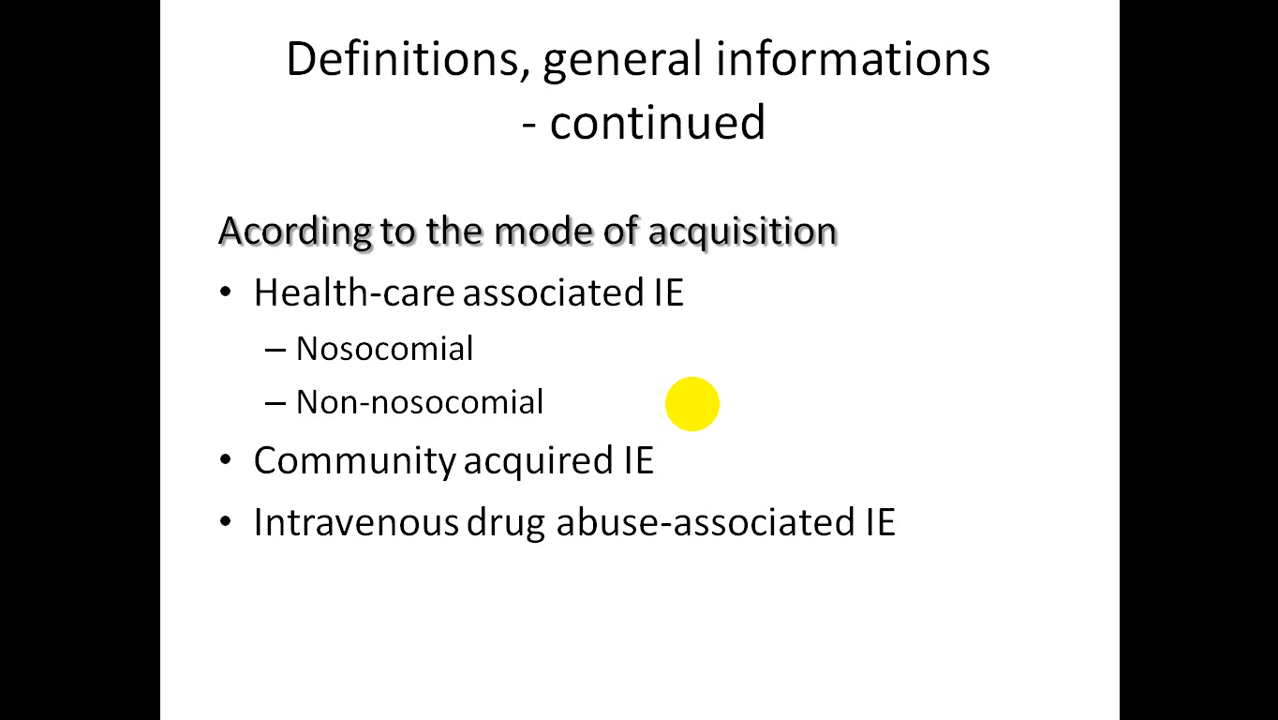 Definitions, general informations
- continued
Acording to the mode of acquisition
• Health-care associated IE
– Nosocomial
– Non-nosocomial
• Community acquired IE
• Intravenous drug abuse-associated IE